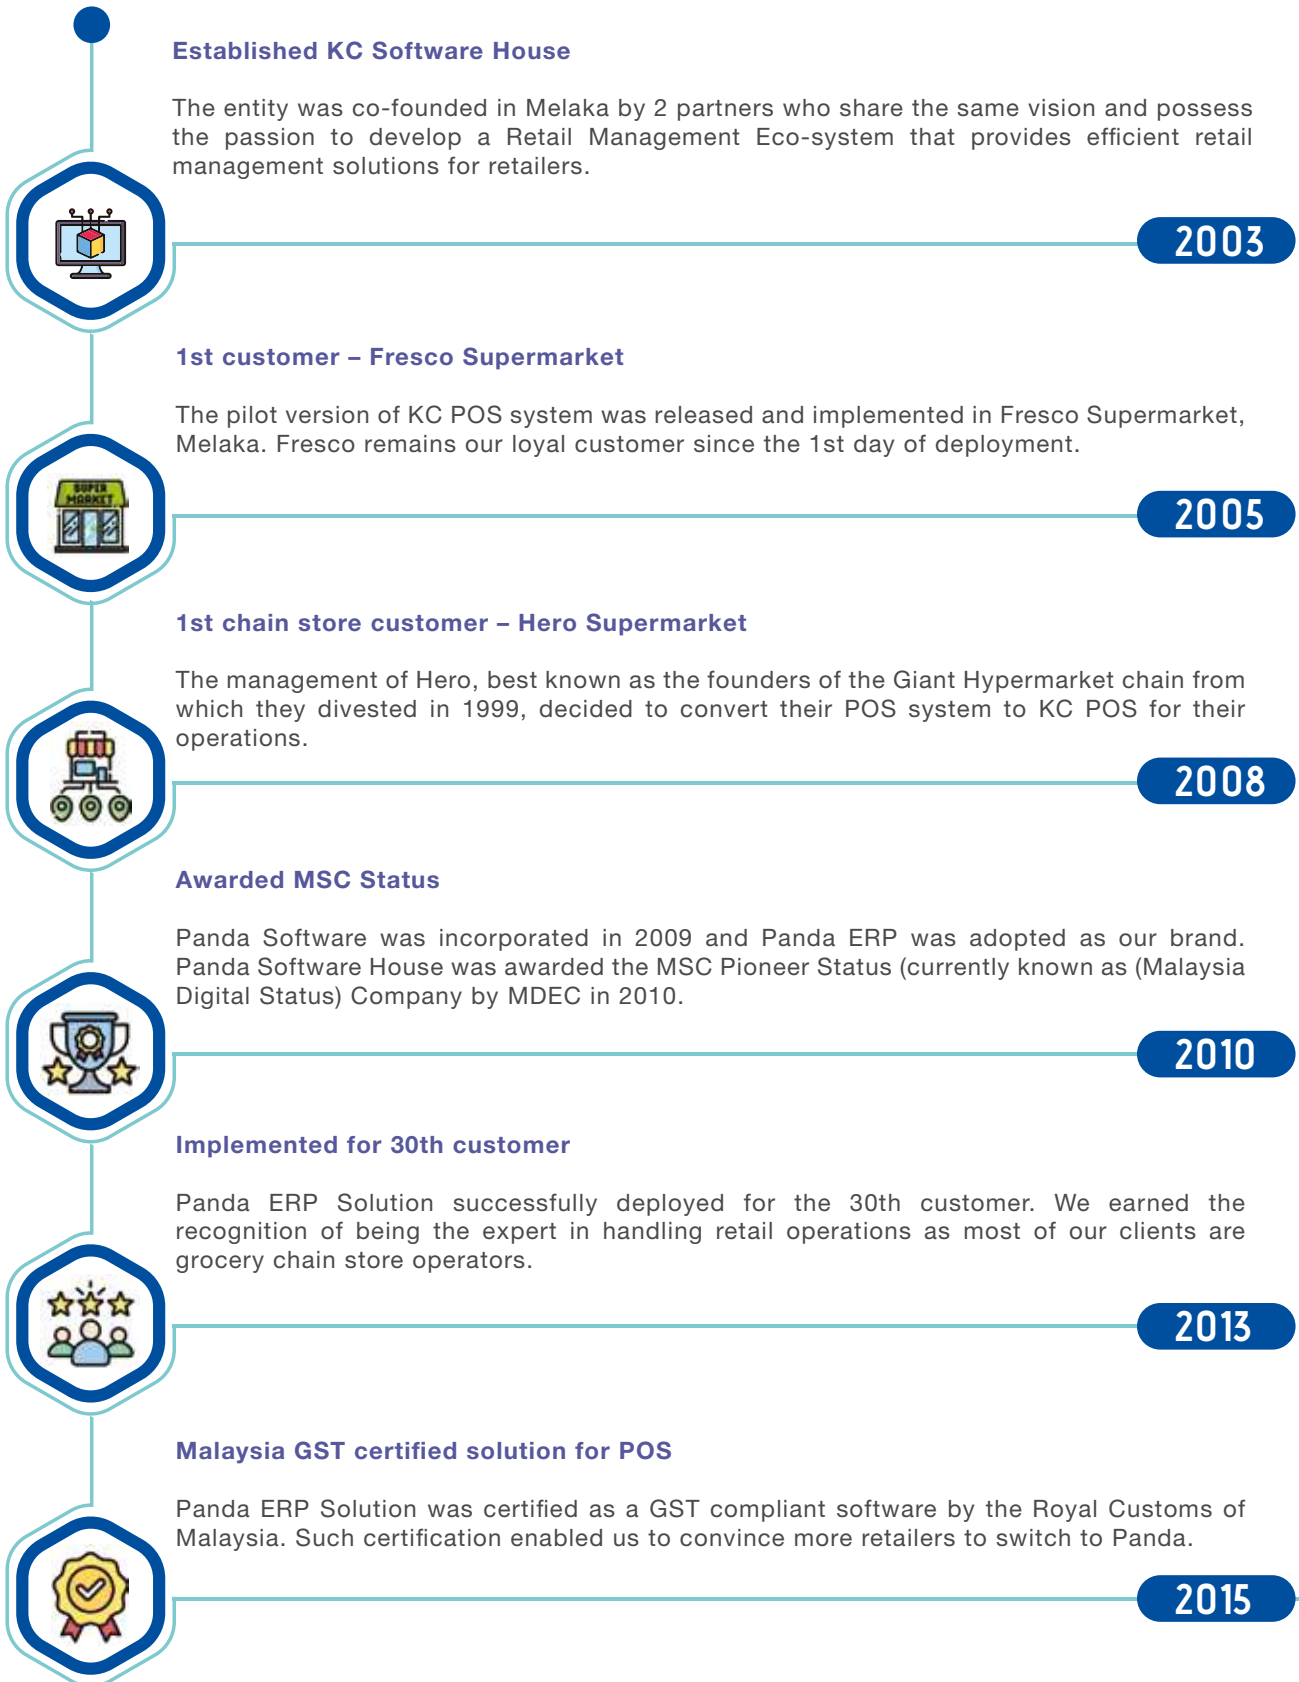 Established KC Software House
The entity was co-founded in Melaka by 2 partners who share the same vision and possess
the passion to develop a Retail Management Eco-system that provides efficient retail
management solutions for retailers.
2003
1st customer – Fresco Supermarket
The pilot version of KC POS system was released and implemented in Fresco Supermarket,
Melaka. Fresco remains our loyal customer since the 1st day of deployment.
SUPER
MARKET
2005
1st chain store customer – Hero Supermarket
The management of Hero, best known as the founders of the Giant Hypermarket chain from
which they divested in 1999, decided to convert their POS system to KC POS for their
operations.
2008
Awarded MSC Status
Panda Software was incorporated in 2009 and Panda ERP was adopted as our brand.
Panda Software House was awarded the MSC Pioneer Status (currently known as (Malaysia
Digital Status) Company by MDEC in 2010.
2010
Implemented for 30th customer
Panda ERP Solution successfully deployed for the 30th customer. We earned the
recognition of being the expert in handling retail operations as most of our clients are
grocery chain store operators.
2013
Malaysia GST certified solution for POS
Panda ERP Solution was certified as a GST compliant software by the Royal Customs of
Malaysia. Such certification enabled us to convince more retailers to switch to Panda.
2015